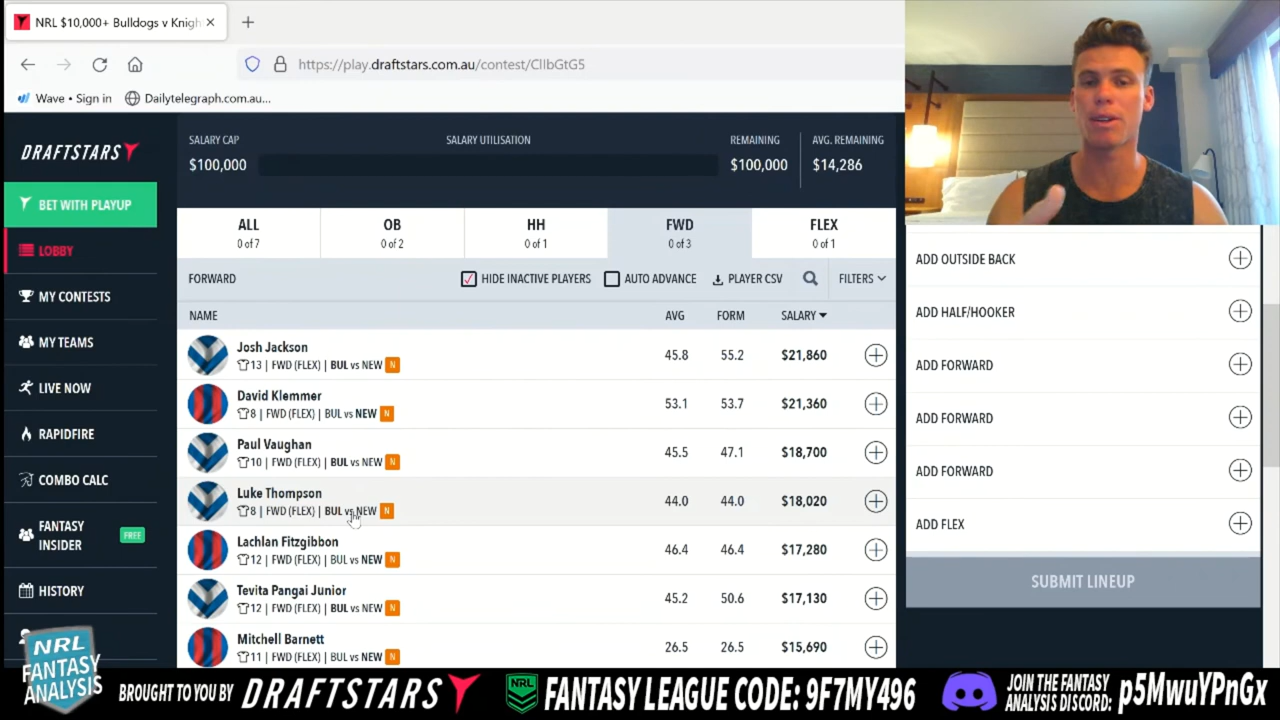 NRL $10,000+ Bulldogs v Knigh
https://play.draftstars.com.au/contest/CIIbGtG5
Wave • Sign in
Dailytelegraph.com.au...
DRAFTSTARS
BET WITH PLAYUP
LOBBY
MY CONTESTS
MY TEAMS
LIVE NOW
RAPIDFIRE
COMBO CALC
FANTASY INSIDER FREE
HISTORY
SALARY CAP
$100,000
SALARY UTILISATION
REMAINING
$100,000
AVG. REMAINING
$14,286
ALL
0 of 7
OB
0 of 2
HH
0 of 1
FWD
0 of 3
FLEX
0 of 1
FORWARD HIDE INACTIVE PLAYERS AUTO ADVANCE PLAYER CSV FILTERS
NAME AVG FORM SALARY
Josh Jackson
13 | FWD (FLEX) | BUL vs NEW N
45.8 55.2 $21,860
David Klemmer
8 | FWD (FLEX) | BUL vs NEW N
53.1 53.7 $21,360
Paul Vaughan
10 | FWD (FLEX) | BUL vs NEW N
45.5 47.1 $18,700
Luke Thompson
8 | FWD (FLEX) | BUL vs NEW N
44.0 44.0 $18,020
Lachlan Fitzgibbon
12 | FWD (FLEX) | BUL vs NEW N
46.4 46.4 $17,280
Tevita Pangai Junior
12 | FWD (FLEX) | BUL vs NEW N
45.2 50.6 $17,130
Mitchell Barnett
11 | FWD (FLEX) | BUL vs NEW N
26.5 26.5 $15,690
ADD OUTSIDE BACK
ADD HALF/HOOKER
ADD FORWARD
ADD FORWARD
ADD FORWARD
ADD FLEX
SUBMIT LINEUP
NRL
FANTASY
ANALYSIS
BROUGHT TO YOU BY DRAFTSTARS
NRL
FANTASY LEAGUE CODE: 9F7MY496
JOIN THE FANTASY
ANALYSIS DISCORD:
p5MwuYPnGx